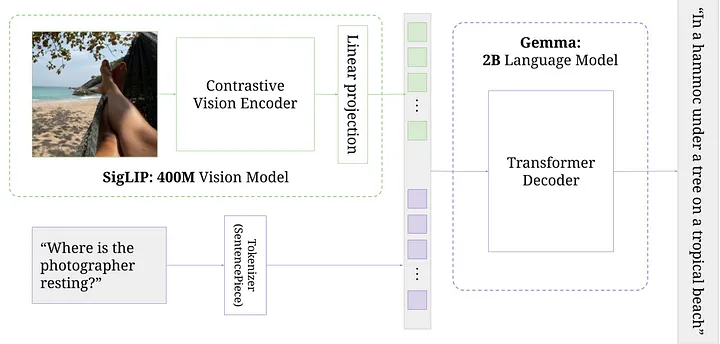 Contrastive
Vision Encoder
Linear projection
SigLIP: 400M Vision Model
“Where is the
photographer
resting?”
Tokenizer
(SentencePiece)
...
...
Gemma:
2B Language Model
Transformer
Decoder
“In a hammoc under a tree on a tropical beach”